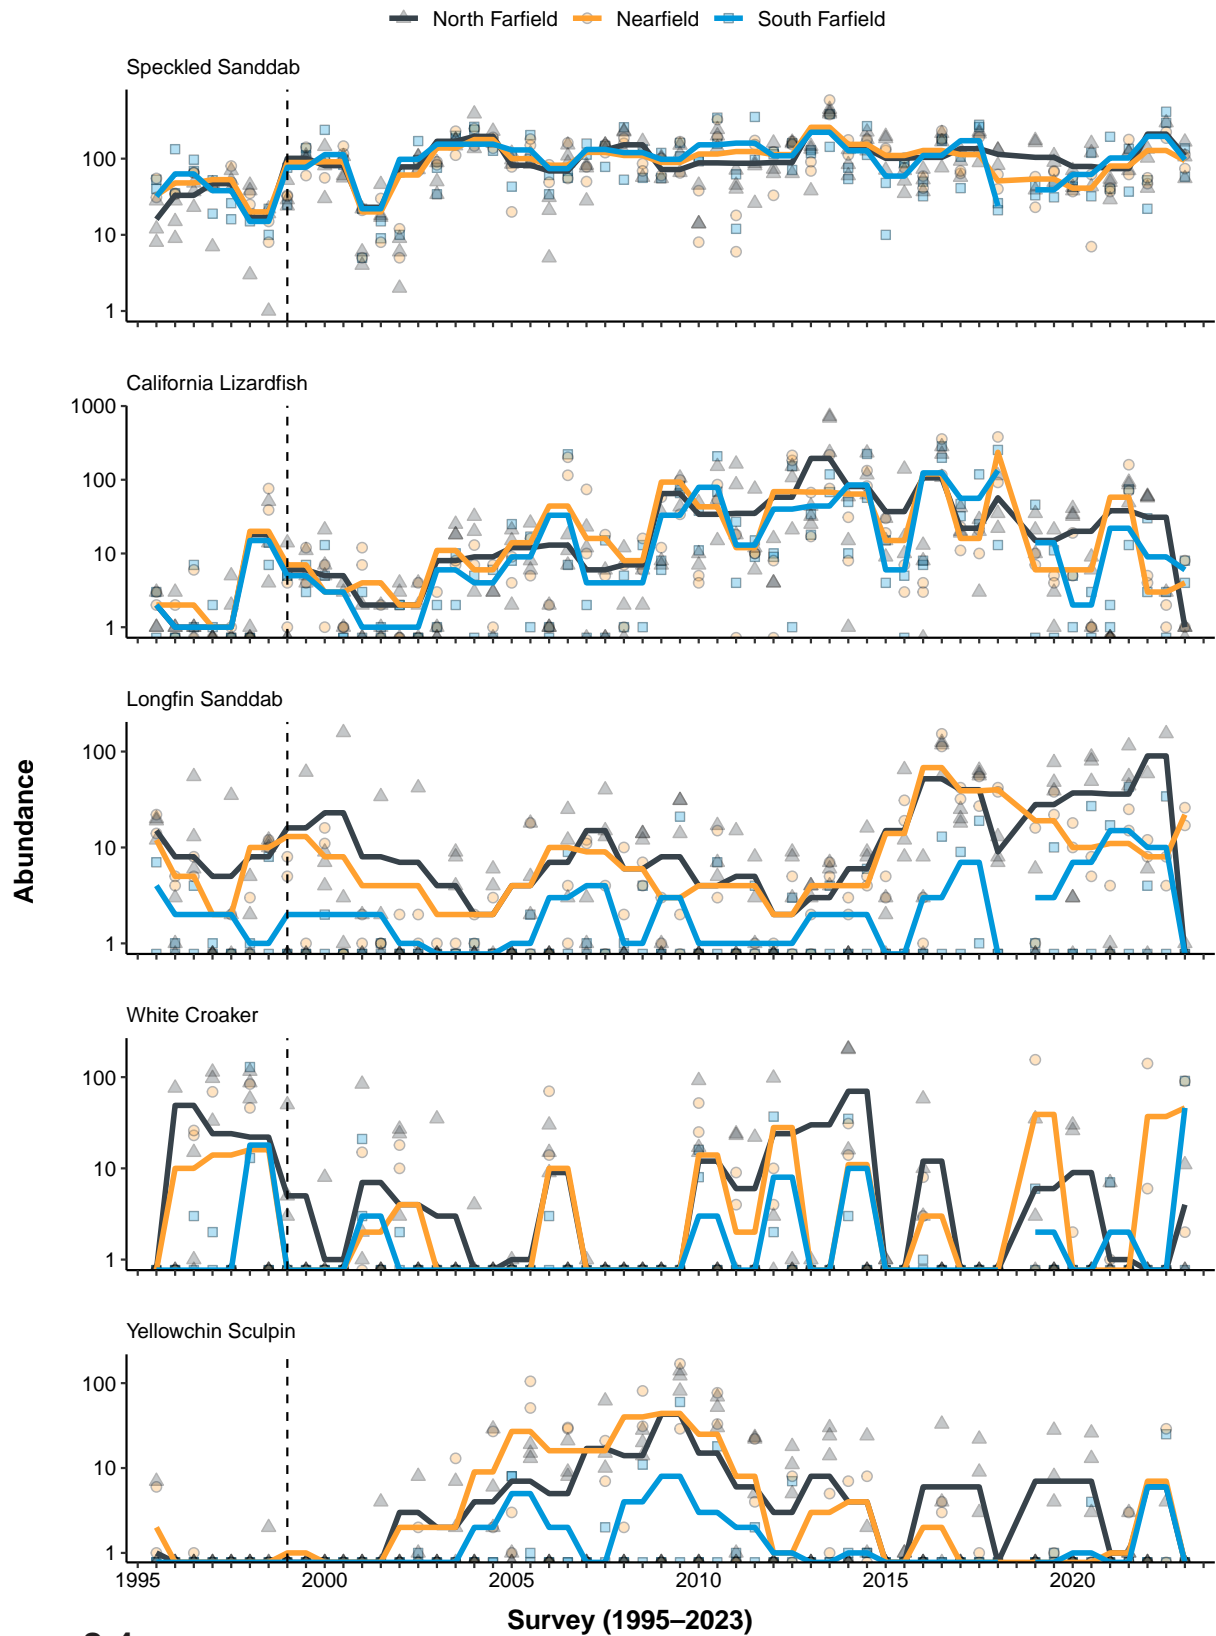 North Farfield Nearfield South Farfield
Speckled Sanddab
100
10
1
California Lizardfish
1000
100
10
1
Longfin Sanddab
100
10
1
White Croaker
100
10
1
Yellowchin Sculpin
100
10
1
Abundance
1995 2000 2005 2010 2015 2020
Survey (1995–2023)